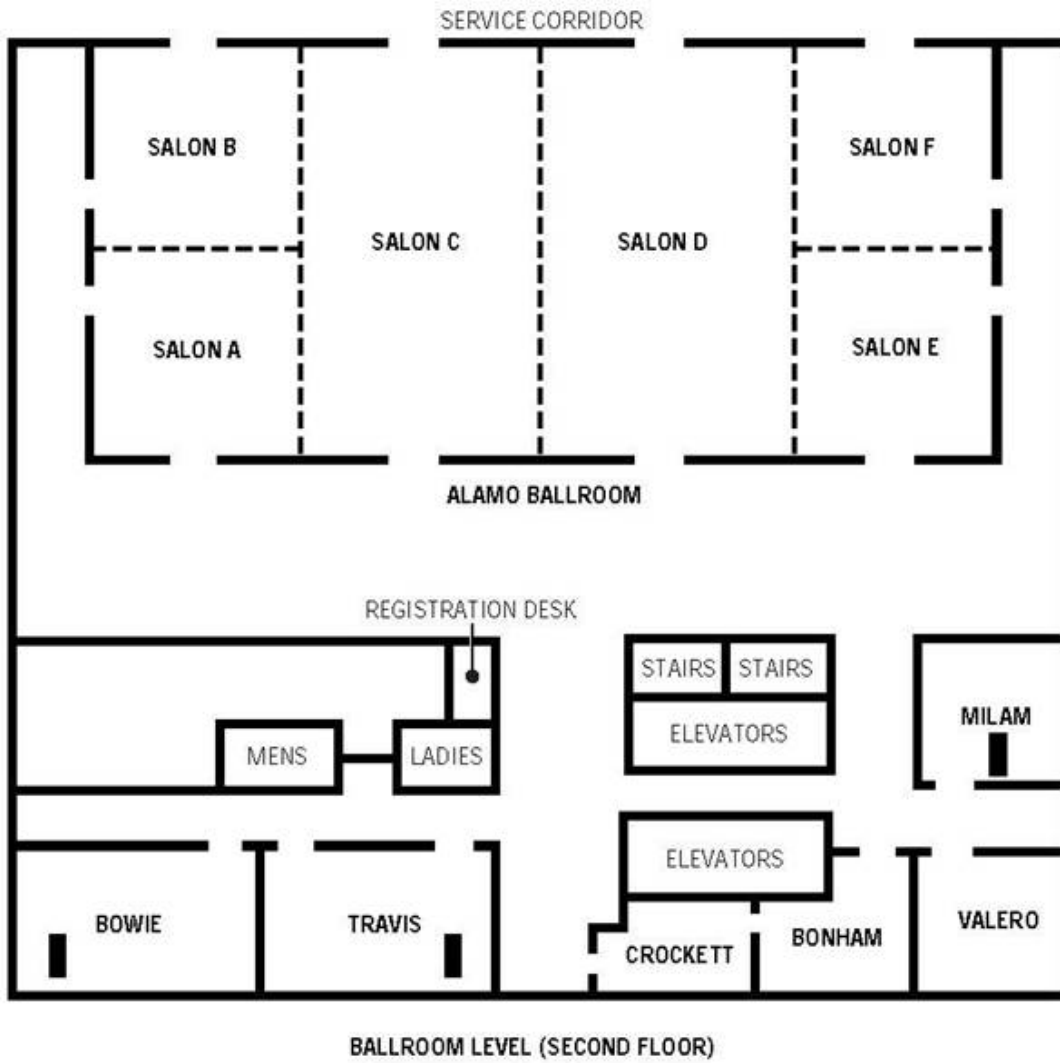 SERVICE CORRIDOR
SALON B
SALON F
SALON C
SALON D
SALON A
SALON E
ALAMO BALLROOM
REGISTRATION DESK
STAIRS
STAIRS
ELEVATORS
MILAM
MENS
LADIES
ELEVATORS
BOWIE
TRAVIS
CROCKETT
BONHAM
VALERO
BALLROOM LEVEL (SECOND FLOOR)